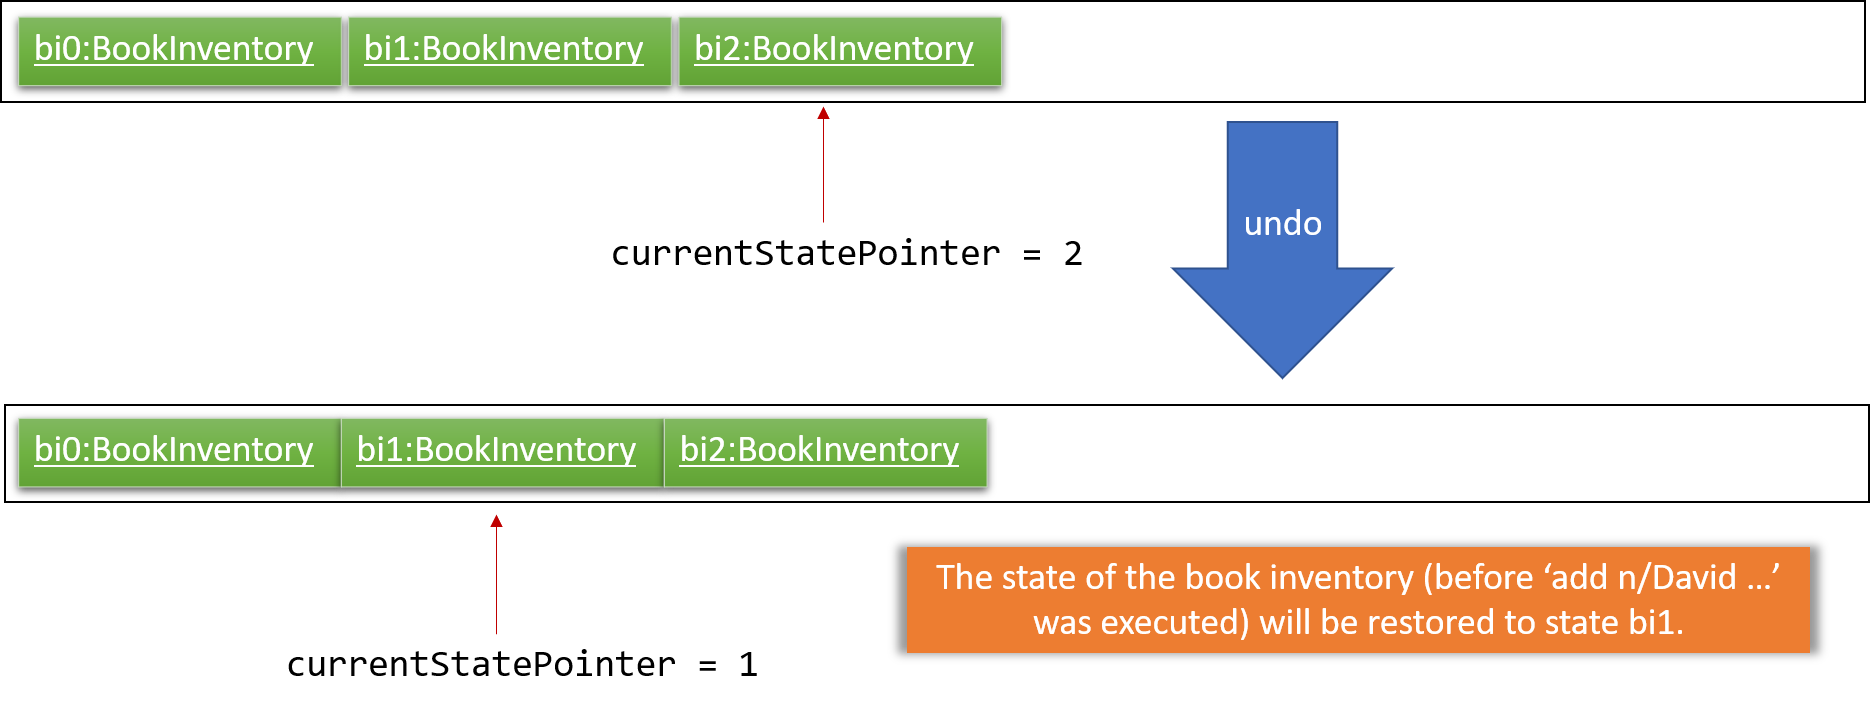 bi0:BookInventory bi1:BookInventory bi2:BookInventory
currentStatePointer = 2
undo
bi0:BookInventory bi1:BookInventory bi2:BookInventory
currentStatePointer = 1
The state of the book inventory (before ‘add n/David …’
was executed) will be restored to state bi1.